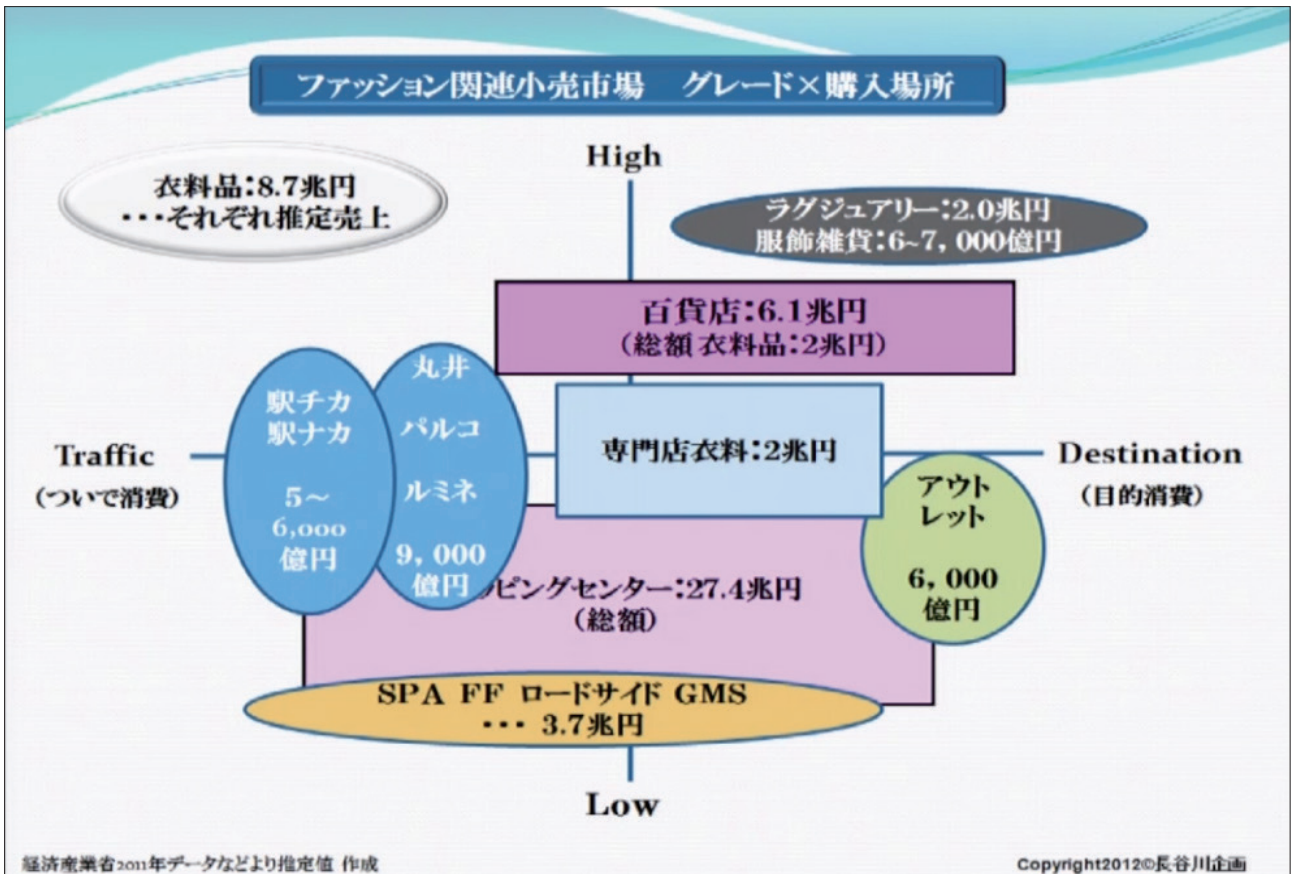 ファッション関連小売市場　グレード×購入場所
High
衣料品:8.7兆円
・・・それぞれ推定売上
ラグジュアリー:2.0兆円
服飾雑貨:6~7, 000億円
百貨店:6.1兆円
(総額 衣料品:2兆円)
駅チカ
駅ナカ
5～
6,000
億円
丸井
パルコ
ルミネ
9, 000
億円
Traffic
(ついで消費)
専門店衣料:2兆円
Destination
(目的消費)
アウト
レット
6, 000
億円
ピングセンター:27.4兆円
(総額)
SPA FF ロードサイド GMS
・・・ 3.7兆円
Low
経済産業省2011年データなどより推定値 作成
Copyright2012©長谷川企画